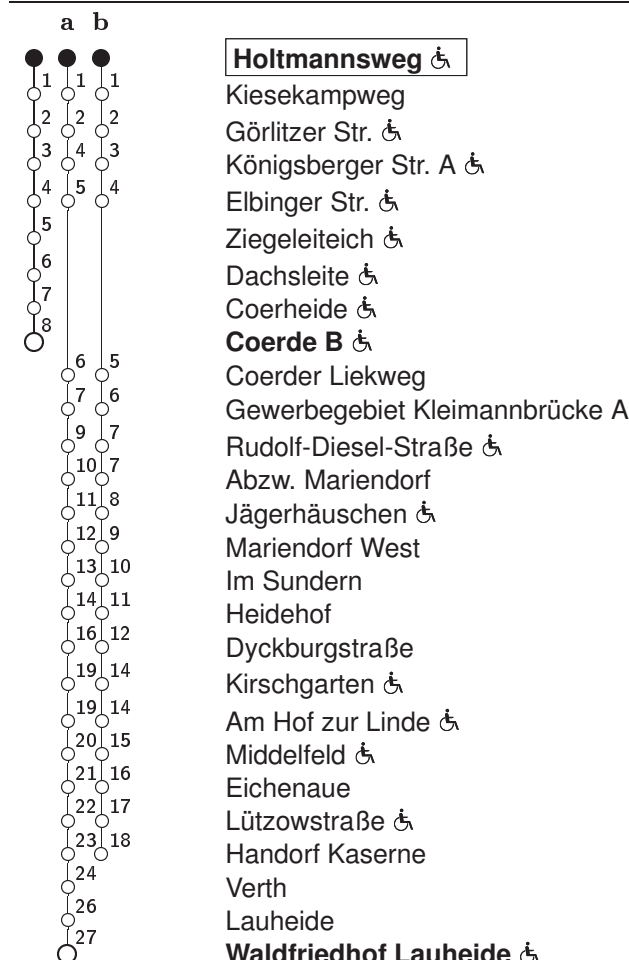 a b
Holtmannsweg
1 1 1 Kiesekampweg
2 2 2 Görlitzer Str.
3 4 3 Königsberger Str. A
4 5 4 Elbinger Str.
5 Ziegeleiteich
6 Dachsleite
7 Coerheide
8 Coerde B
6 5 Coerder Liekweg
7 6 Gewerbegebiet Kleimannbrücke A
9 7 Rudolf-Diesel-Straße
10 7 Abzw. Mariendorf
11 8 Jägerhäuschen
12 9 Mariendorf West
13 10 Im Sundern
14 11 Heidehof
16 12 Dyckburgstraße
19 14 Kirschgarten
19 14 Am Hof zur Linde
20 15 Middelfeld
21 16 Eichenaue
22 17 Lützowstraße
23 18 Handorf Kaserne
24 Verth
26 Lauheide
27 Waldfriedhof Lauheide